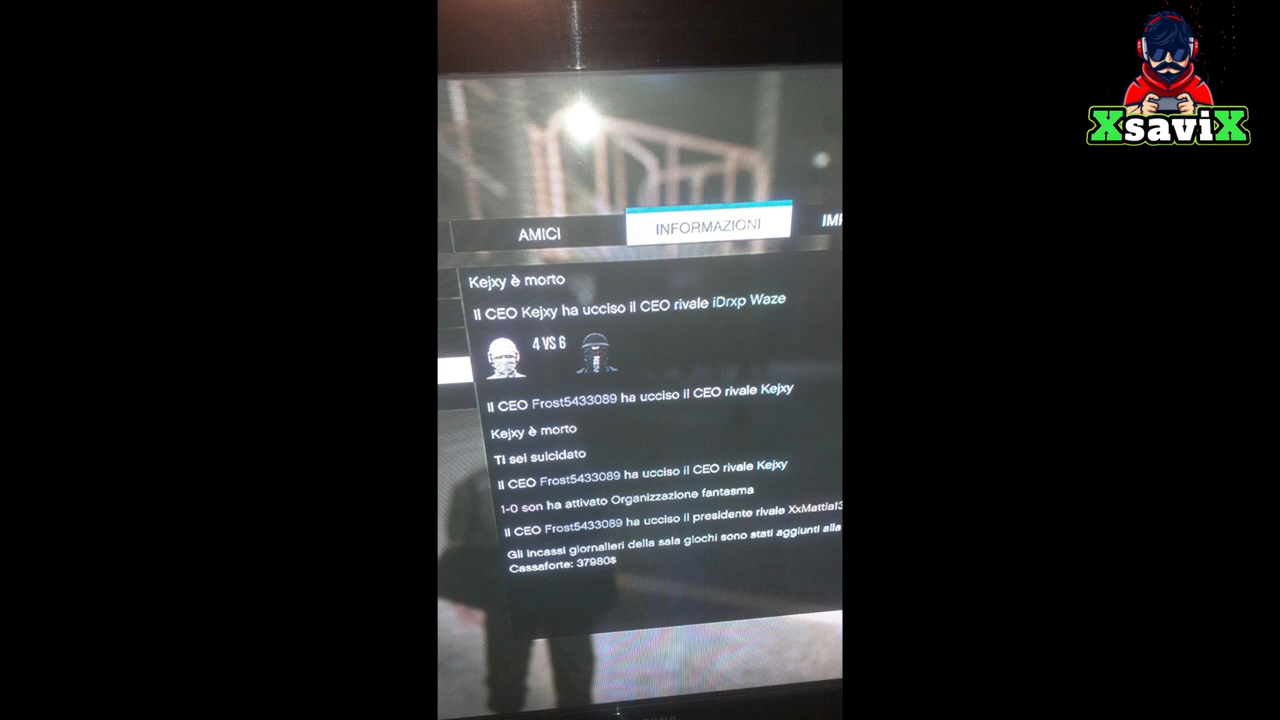 XsaviX
AMICI
INFORMAZIONI
Kejxy è morto
Il CEO Kejxy ha ucciso il CEO rivale iDrxp Waze
4 VS 6
Il CEO Frost5433089 ha ucciso il CEO rivale Kejxy
Kejxy è morto
Ti sei suicidato
Il CEO Frost5433089 ha ucciso il CEO rivale Kejxy
1-0 son ha attivato Organizzazione fantasma
Il CEO Frost5433089 ha ucciso il presidente rivale XxMattia13
Gli incassi giornalieri della sala giochi sono stati aggiunti alla
Cassaforte: 37980$